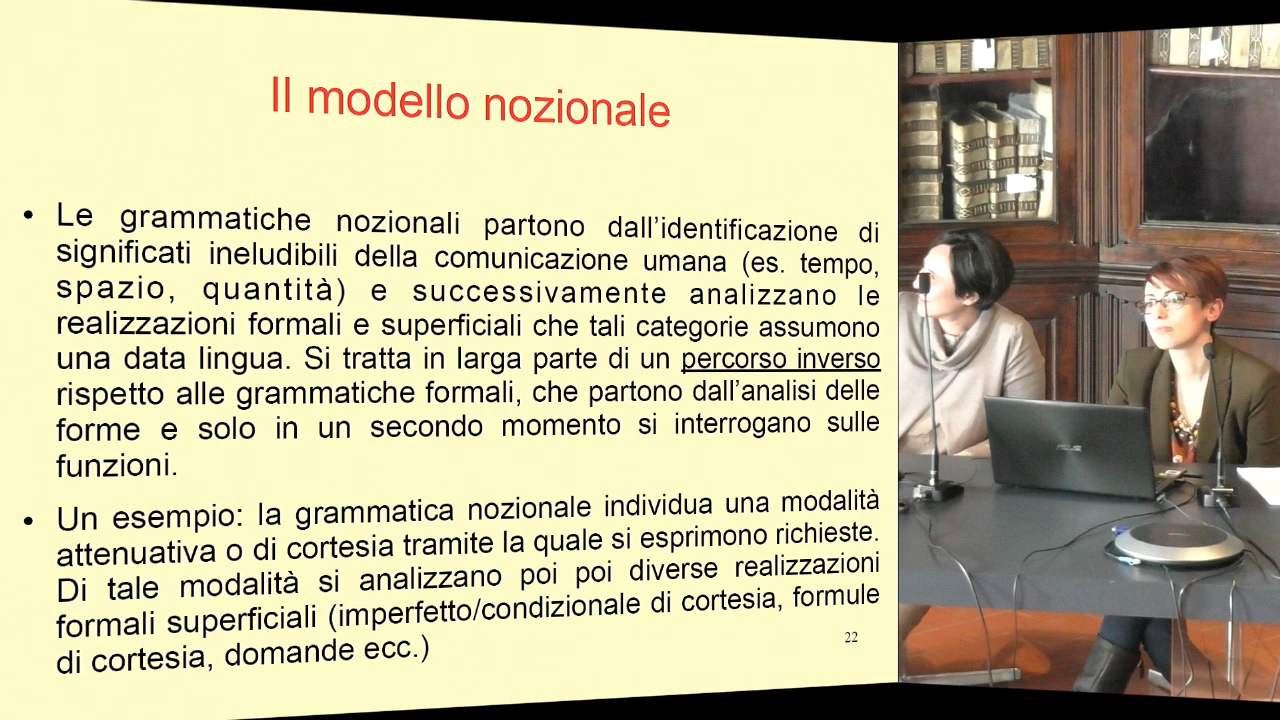 Il modello nozionale
• Le grammatiche nozionali partono dall'identificazione di
significati ineludibili della comunicazione umana (es. tempo,
spazio, quantità) e successivamente analizzano le
realizzazioni formali e superficiali che tali categorie assumono
una data lingua. Si tratta in larga parte di un percorso inverso
rispetto alle grammatiche formali, che partono dall'analisi delle
forme e solo in un secondo momento si interrogano sulle
funzioni.
• Un esempio: la grammatica nozionale individua una modalità
attenuativa o di cortesia tramite la quale si esprimono richieste.
Di tale modalità si analizzano poi poi diverse realizzazioni
formali superficiali (imperfetto/condizionale di cortesia, formule
di cortesia, domande ecc.)
22
ASUS